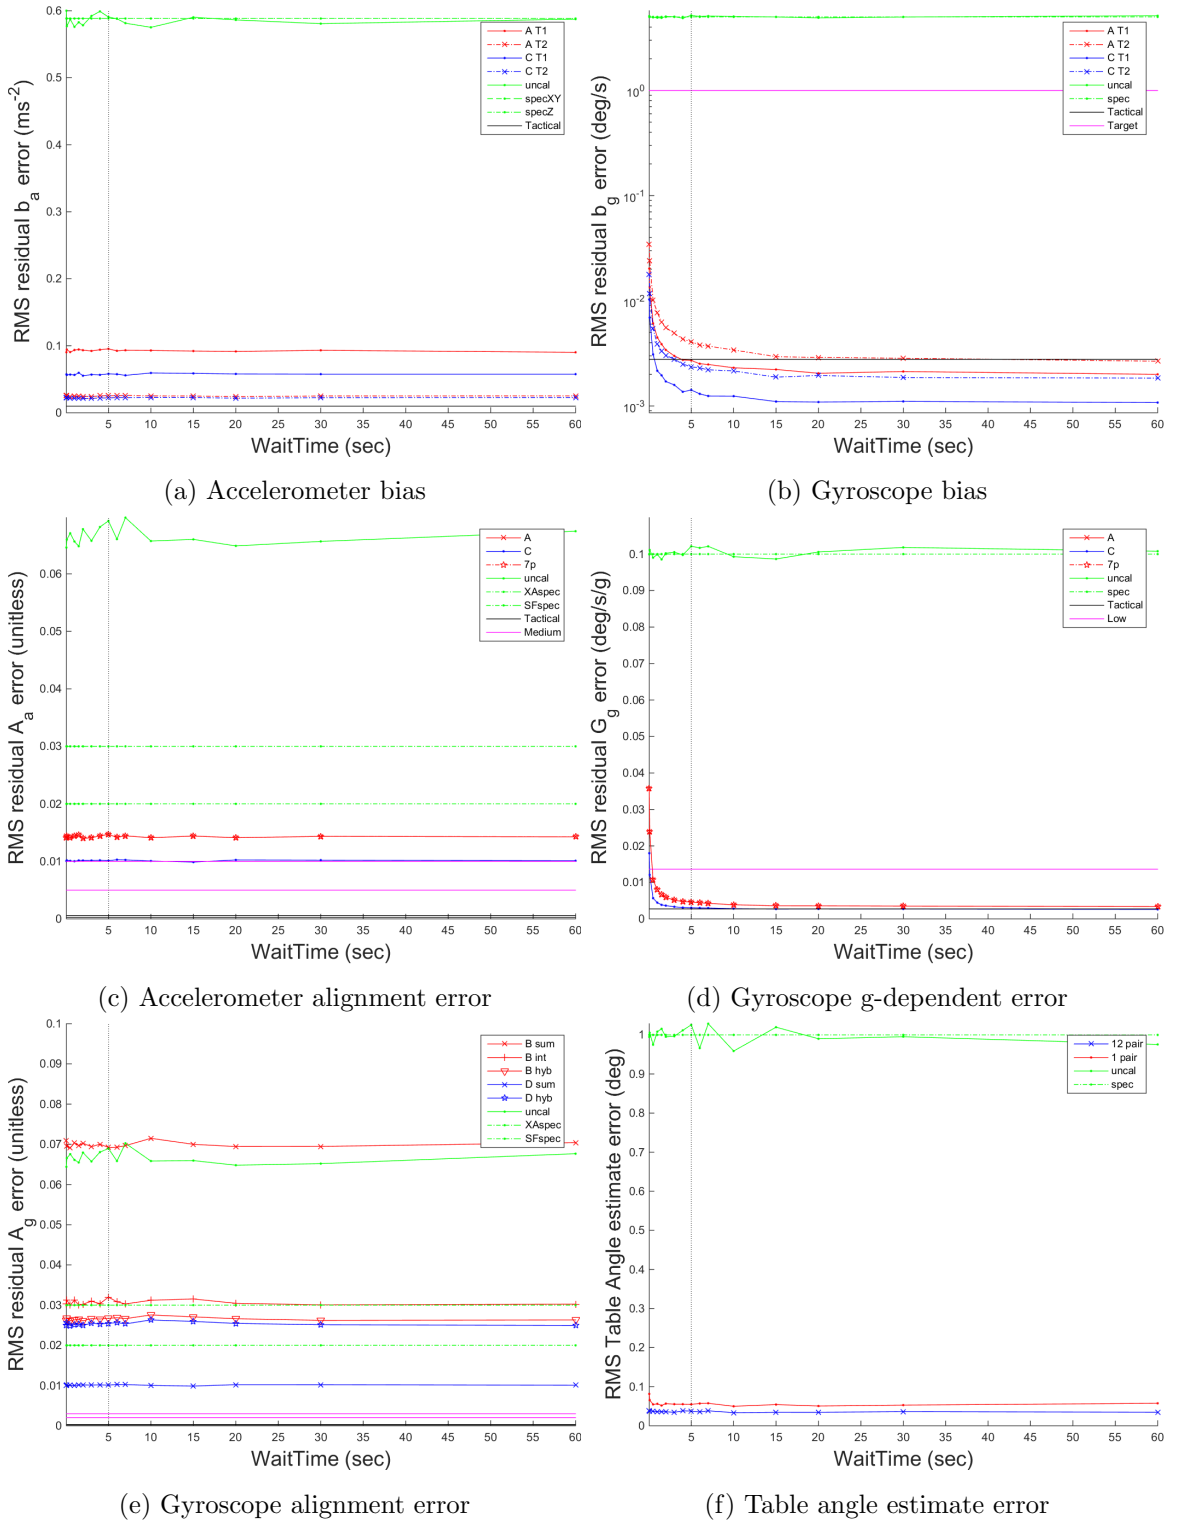 RMS residual b_a error (ms^-2)
0.6
0.6
0.5
0.4
0.3
0.2
0.1
0
A T1
A T2
C T1
C T2
uncal
specXY
specZ
Tactical
5 10 15 20 25 30 35 40 45 50 55 60
WaitTime (sec)
(a) Accelerometer bias
RMS residual b_g error (deg/s)
10^0
10^-1
10^-2
10^-3
A T1
A T2
C T1
C T2
uncal
spec
Tactical
Target
5 10 15 20 25 30 35 40 45 50 55 60
WaitTime (sec)
(b) Gyroscope bias
RMS residual A_a error (unitless)
0.06
0.05
0.04
0.03
0.02
0.01
0
A
C
7p
uncal
XAspec
SFspec
Tactical
Medium
5 10 15 20 25 30 35 40 45 50 55 60
WaitTime (sec)
(c) Accelerometer alignment error
RMS residual G_g error (deg/s/g)
0.1
0.09
0.08
0.07
0.06
0.05
0.04
0.03
0.02
0.01
0
A
C
7p
uncal
spec
Tactical
Low
5 10 15 20 25 30 35 40 45 50 55 60
WaitTime (sec)
(d) Gyroscope g-dependent error
RMS residual A_g error (unitless)
0.1
0.09
0.08
0.07
0.06
0.05
0.04
0.03
0.02
0.01
0
B sum
B int
B hyb
D sum
D hyb
uncal
XAspec
SFspec
5 10 15 20 25 30 35 40 45 50 55 60
WaitTime (sec)
(e) Gyroscope alignment error
RMS Table Angle estimate error (deg)
1
0.9
0.8
0.7
0.6
0.5
0.4
0.3
0.2
0.1
0
12 pair
1 pair
uncal
spec
5 10 15 20 25 30 35 40 45 50 55 60
WaitTime (sec)
(f) Table angle estimate error